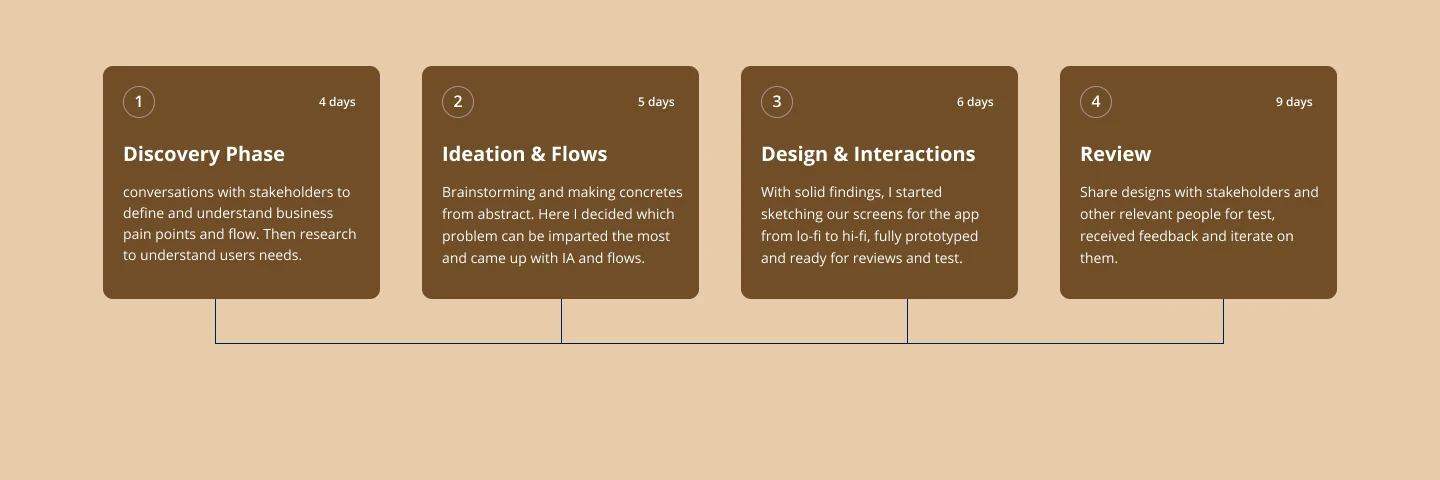 1
4 days
Discovery Phase
conversations with stakeholders to
define and understand business
pain points and flow. Then research
to understand users needs.
2
5 days
Ideation & Flows
Brainstorming and making concretes
from abstract. Here I decided which
problem can be imparted the most
and came up with IA and flows.
3
6 days
Design & Interactions
With solid findings, I started
sketching our screens for the app
from lo-fi to hi-fi, fully prototyped
and ready for reviews and test.
4
9 days
Review
Share designs with stakeholders and
other relevant people for test,
received feedback and iterate on
them.